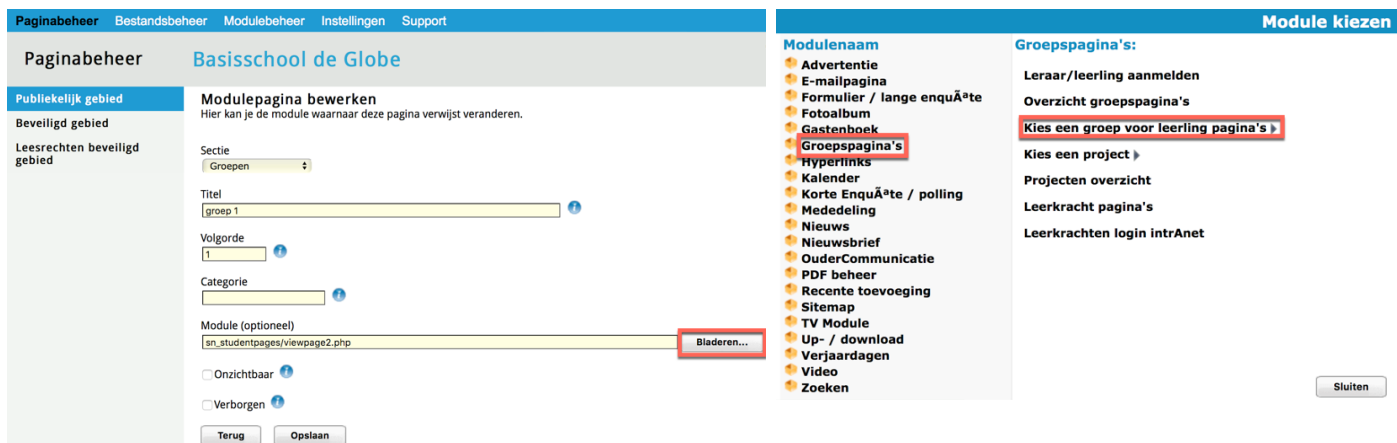 Paginabeheer Bestandsbeheer Modulebeheer Instellingen Support
Paginabeheer
Basisschool de Globe
Publiekelijk gebied
Beveiligd gebied
Leesrechten beveiligd
gebied
Modulepagina bewerken
Hier kan je de module waarnaar deze pagina verwijst veranderen.
Sectie
Groepen
Titel
groep 1
Volgorde
1
Categorie
Module (optioneel)
sn_studentpages/viewpage2.php
Bladeren...
Onzichtbaar
Verborgen
Terug Opslaan
Module kiezen
Modulenaam
Advertentie
E-mailpagina
Formulier / lange enquÃªte
Fotoalbum
Gastenboek
Groepspagina's
Hyperlinks
Kalender
Korte EnquÃªte / polling
Mededeling
Nieuws
Nieuwsbrief
OuderCommunicatie
PDF beheer
Recente toevoeging
Sitemap
TV Module
Up- / download
Verjaardagen
Video
Zoeken
Groepspagina's:
Leraar/leerling aanmelden
Overzicht groepspagina's
Kies een groep voor leerling pagina's
Kies een project
Projecten overzicht
Leerkracht pagina's
Leerkrachten login intrAnet
Sluiten